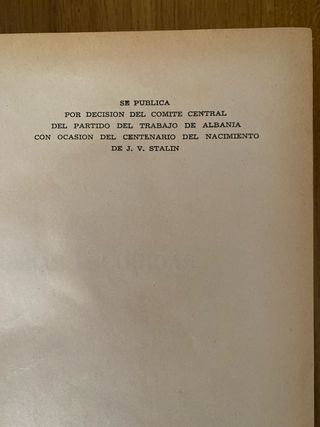 SE PUBLICA
POR DECISION DEL COMITE CENTRAL
DEL PARTIDO DEL TRABAJO DE ALBANIA
CON OCASION DEL CENTENARIO DEL NACIMIENTO
DE J. V. STALIN